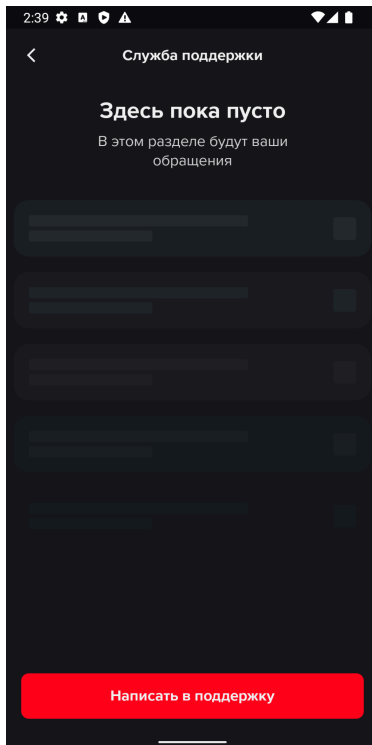 2:39
Служба поддержки
Здесь пока пусто
В этом разделе будут ваши
обращения
Написать в поддержку